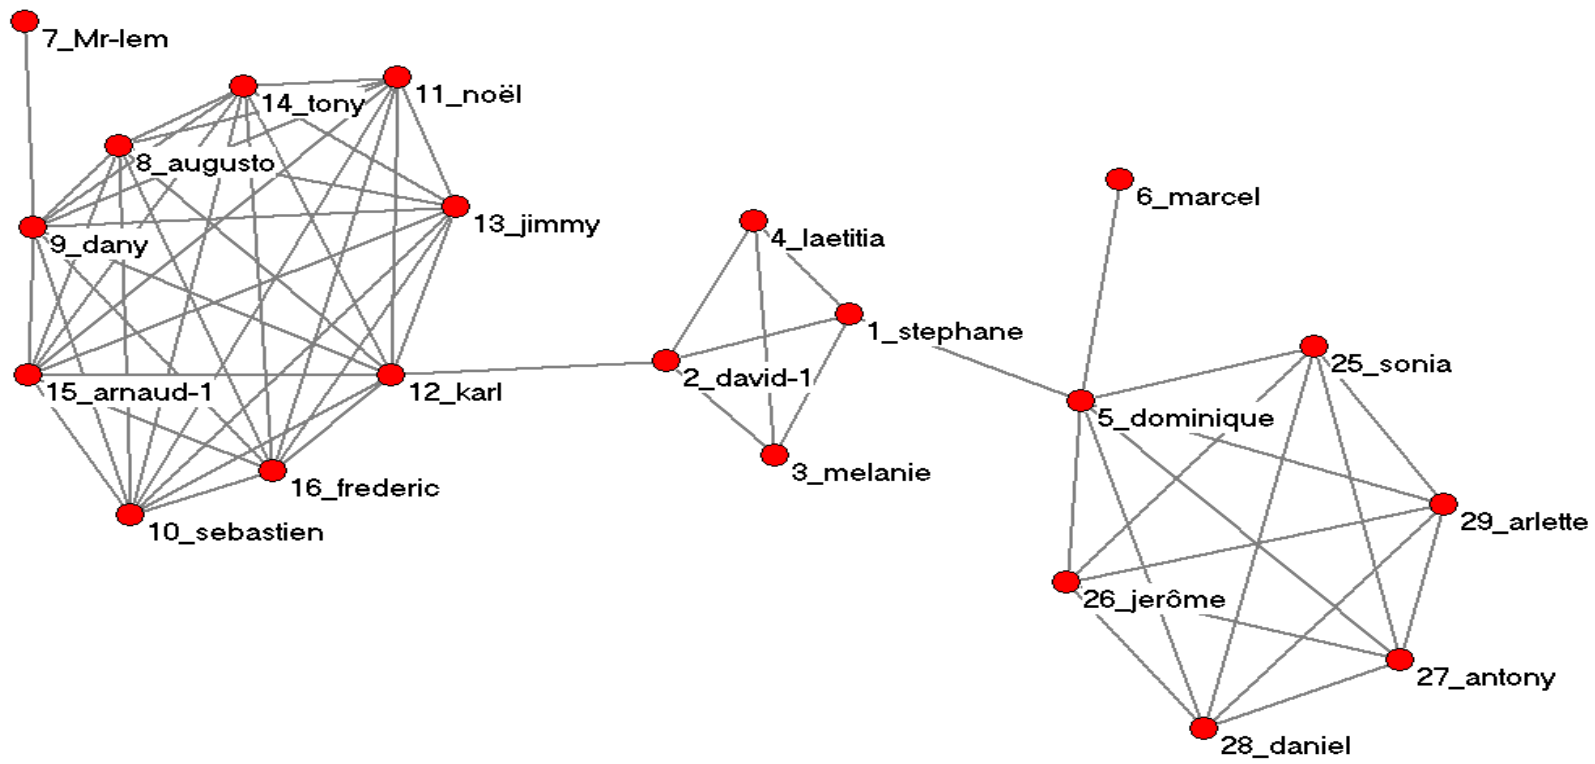 7_Mr-lem
11_noël
14_tony
8_augusto
6_marcel
13_jimmy
4_laetitia
9_dany
1_stephane
25_sonia
2_david-1
15_arnaud-1
12_karl
5_dominique
3_melanie
16_frederic
29_arlette
10_sebastien
26_jerôme
27_antony
28_daniel